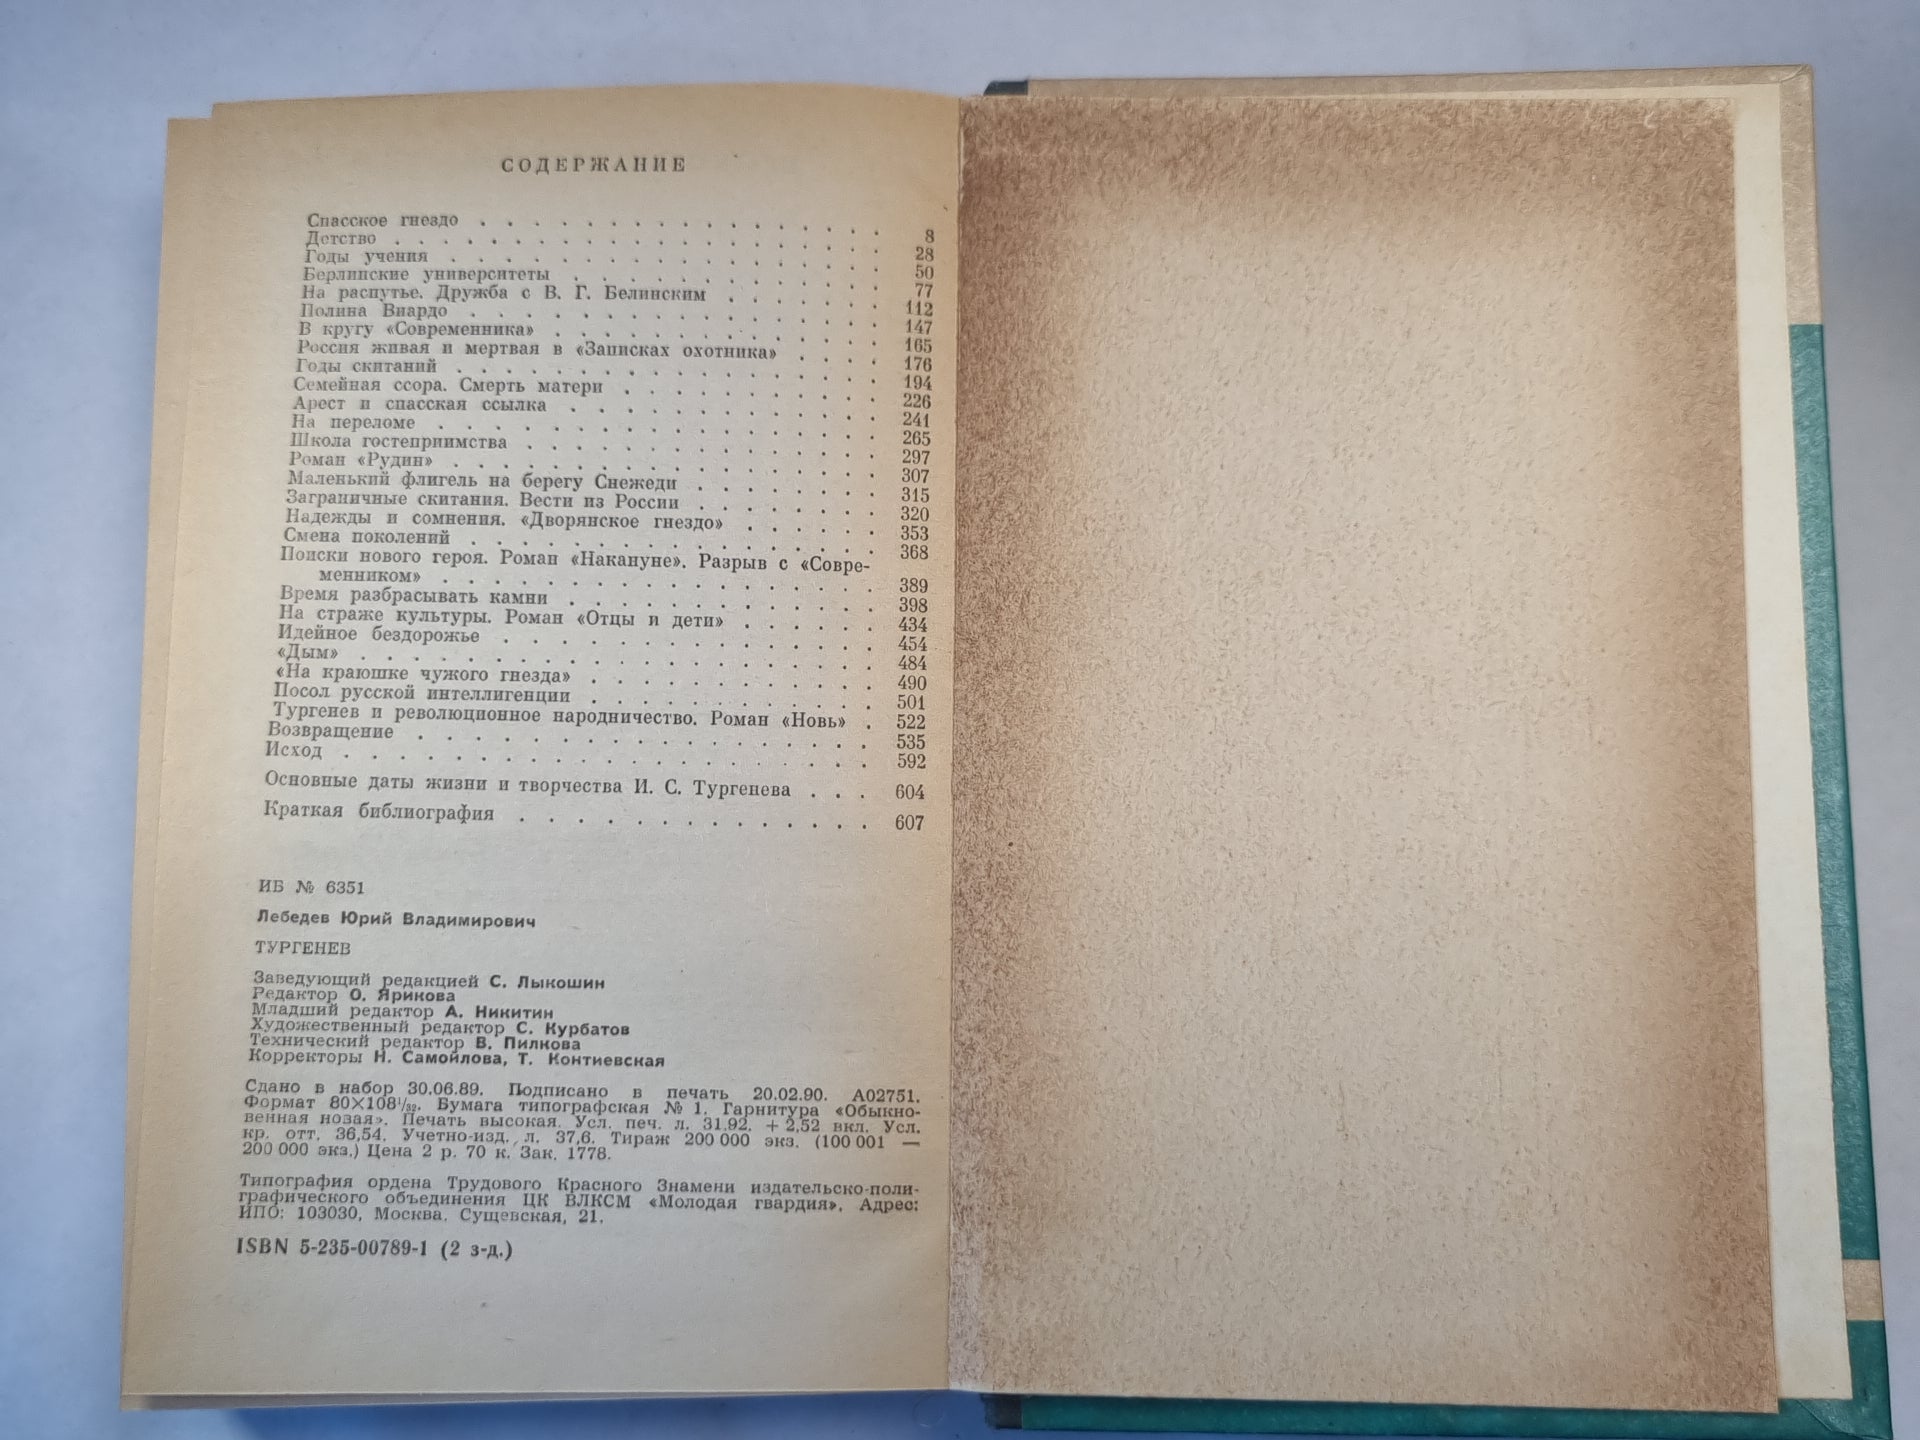 СОДЕРЖАНИЕ
Спасское гнездо . . . . . . . . . . . . . . . . 8
Детство . . . . . . . . . . . . . . . . . . . 28
Годы учения . . . . . . . . . . . . . . . . . 50
Берлинские университеты . . . . . . . . . . . . 77
На распутье. Дружба с В. Г. Белинским . . . . . . 112
Полина Виардо . . . . . . . . . . . . . . . . 147
В кругу «Современника» . . . . . . . . . . . . 165
Россия живая и мертвая в «Записках охотника» . . . . 176
Годы скитаний . . . . . . . . . . . . . . . . 194
Семейная ссора. Смерть матери . . . . . . . . . . 226
Арест и спасская ссылка . . . . . . . . . . . . 241
На переломе . . . . . . . . . . . . . . . . . 265
Школа гостеприимства . . . . . . . . . . . . . 297
Роман «Рудин» . . . . . . . . . . . . . . . . 307
Маленький флигель на берегу Снежеди . . . . . . . 315
Заграничные скитания. Вести из России . . . . . . . 320
Надежды и сомнения. «Дворянское гнездо» . . . . . . 353
Смена поколений . . . . . . . . . . . . . . . 368
Поиски нового героя. Роман «Накануне». Разрыв с «Совре-
менником» . . . . . . . . . . . . . . . . 389
Время разбрасывать камни . . . . . . . . . . . . 398
На страже культуры. Роман «Отцы и дети» . . . . . . 434
Идейное бездорожье . . . . . . . . . . . . . . 454
«Дым» . . . . . . . . . . . . . . . . . . . . 484
«На краюшке чужого гнезда» . . . . . . . . . . . 490
Посол русской интеллигенции . . . . . . . . . . . 501
Тургенев и революционное народничество. Роман «Новь» . 522
Возвращение . . . . . . . . . . . . . . . . . 535
Исход . . . . . . . . . . . . . . . . . . . . 592
Основные даты жизни и творчества И. С. Тургенева . . . 604
Краткая библиография . . . . . . . . . . . . . 607
ИБ № 6351
Лебедев Юрий Владимирович
ТУРГЕНЕВ
Заведующий редакцией С. Лыкошин
Редактор О. Ярикова
Младший редактор А. Никитин
Художественный редактор С. Курбатов
Технический редактор В. Пилкова
Корректоры Н. Самойлова, Т. Контиевская
Сдано в набор 30.06.89. Подписано в печать 20.02.90. А02751.
Формат 80×108¹/₃₂. Бумага типографская № 1. Гарнитура «Обыкно-
венная новая». Печать высокая. Усл. печ. л. 31,92. + 2,52 вкл. Усл.
кр. отт. 36,54. Учетно-изд. л. 37,6. Тираж 200 000 экз. (100 001 —
200 000 экз.) Цена 2 р. 70 к. Зак. 1778.
Типография ордена Трудового Красного Знамени издательско-поли-
графического объединения ЦК ВЛКСМ «Молодая гвардия». Адрес:
ИПО: 103030, Москва. Сущевская, 21.
ISBN 5-235-00789-1 (2 з-д.)